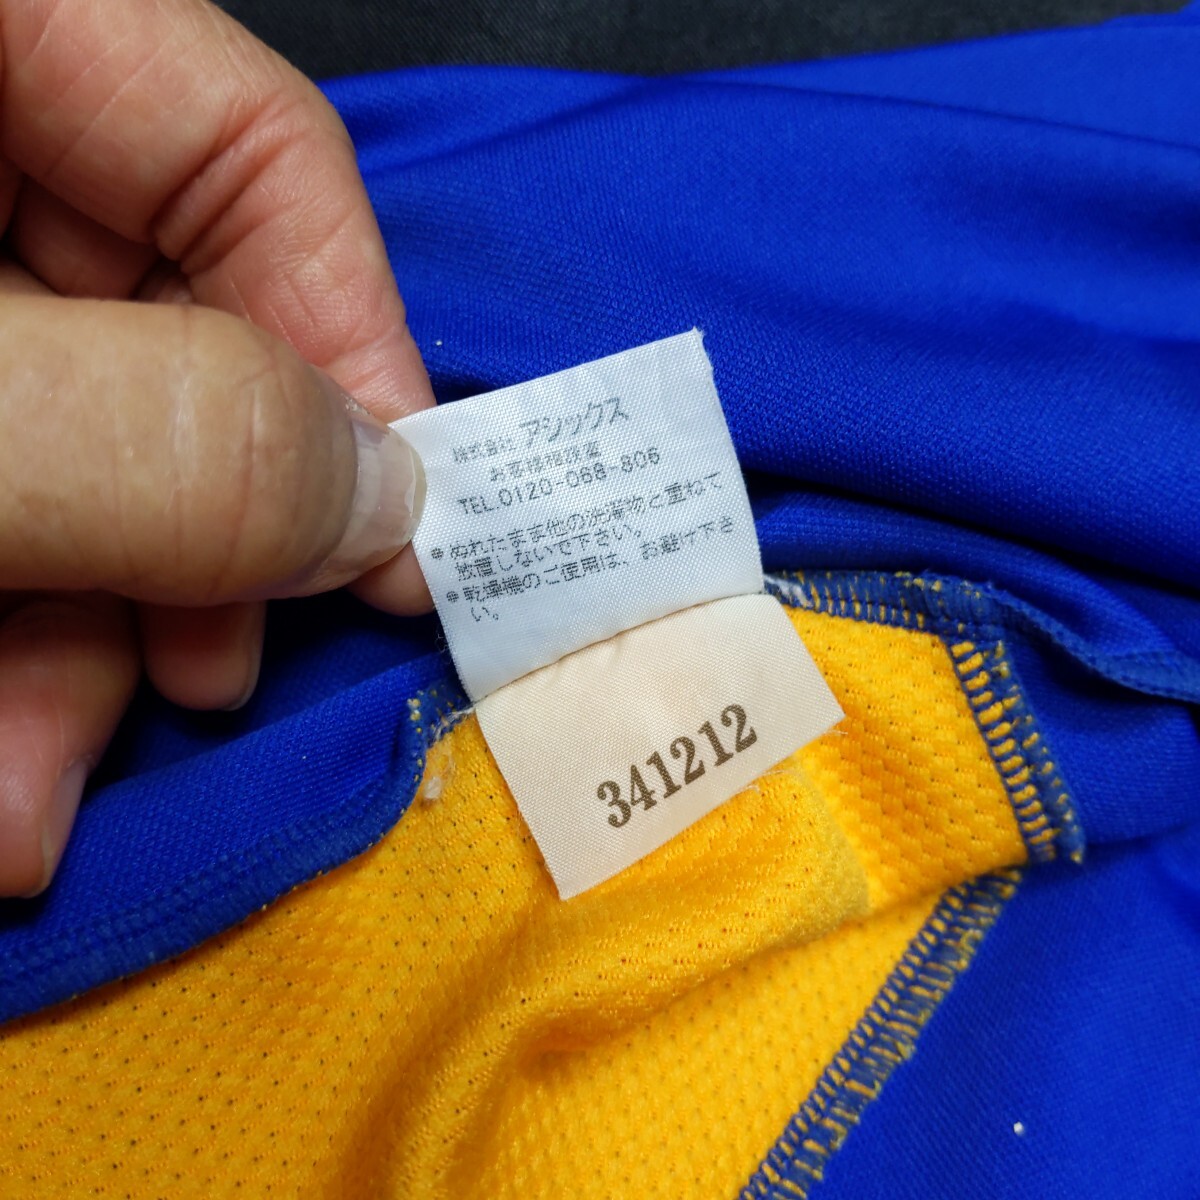 株式会社 アシックス
お客様相談室
TEL.0120-068-806
●ぬれたまま他の洗濯物と重ねて
放置しないで下さい。
●乾燥機のご使用は、お避け下さ
い。
341212